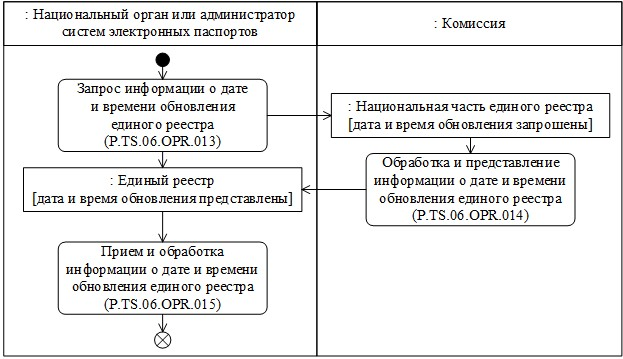 : Национальный орган или администратор
систем электронных паспортов
: Комиссия
Запрос информации о дате
и времени обновления
единого реестра
(P.TS.06.OPR.013)
: Национальная часть единого реестра
[дата и время обновления запрошены]
Обработка и представление
информации о дате и времени
обновления единого реестра
(P.TS.06.OPR.014)
: Единый реестр
[дата и время обновления представлены]
Прием и обработка
информации о дате и времени
обновления единого реестра
(P.TS.06.OPR.015)